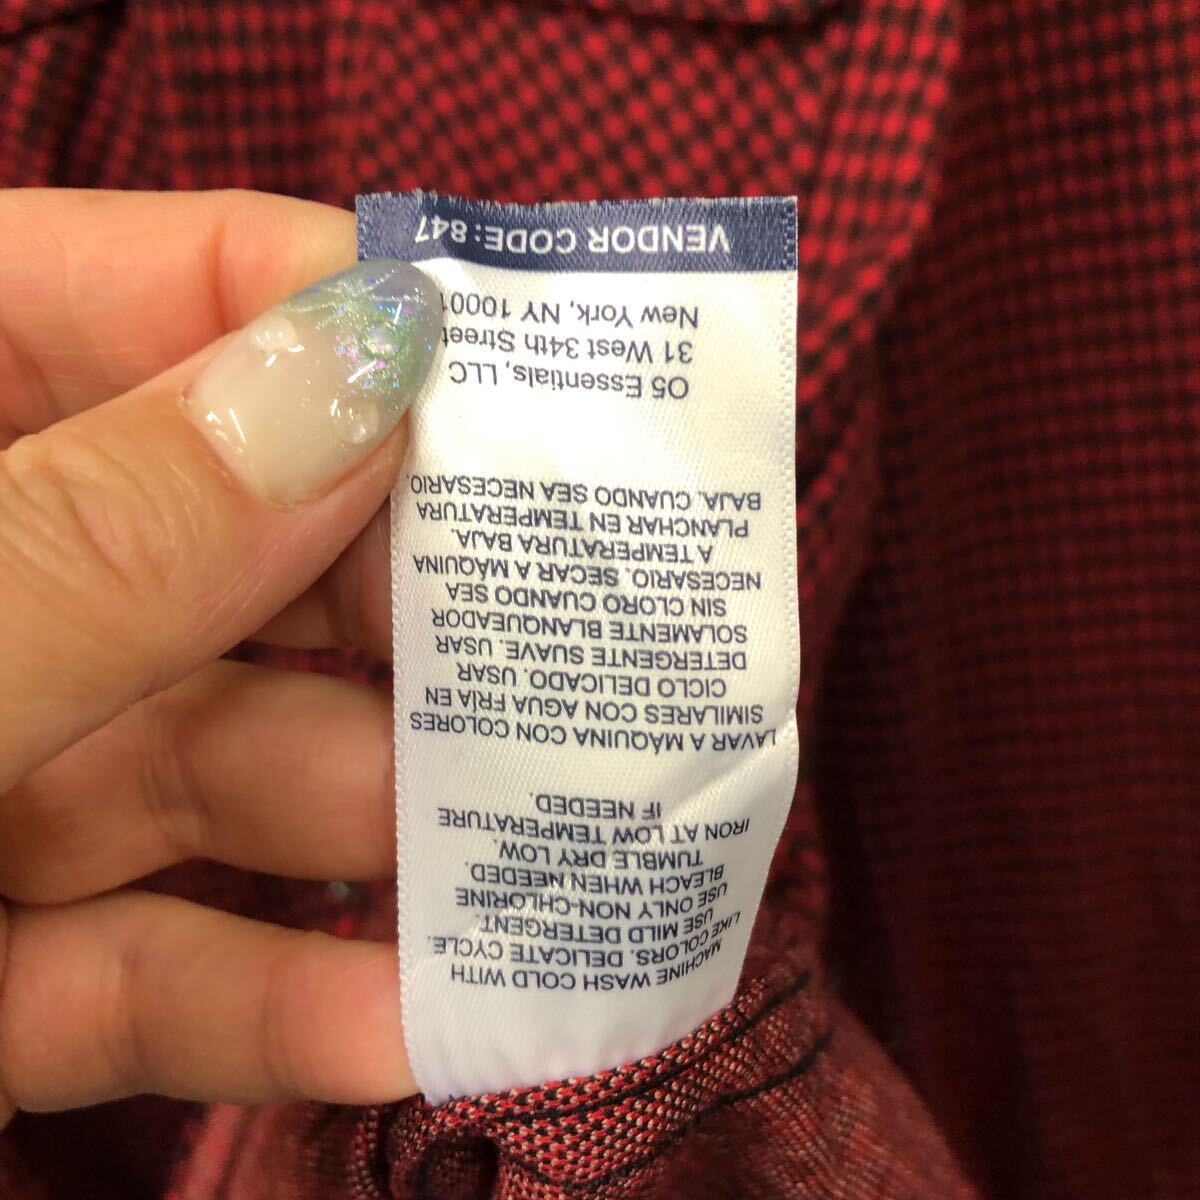 MACHINE WASH COLD WITH
LIKE COLORS. DELICATE CYCLE.
USE MILD DETERGENT.
USE ONLY NON-CHLORINE
BLEACH WHEN NEEDED.
TUMBLE DRY LOW.
IRON AT LOW TEMPERATURE
IF NEEDED.
LAVAR A MÁQUINA CON COLORES
SIMILARES CON AGUA FRÍA EN
CICLO DELICADO. USAR
DETERGENTE SUAVE. USAR
SOLAMENTE BLANQUEADOR
SIN CLORO CUANDO SEA
NECESARIO. SECAR A MÁQUINA
A TEMPERATURA BAJA.
PLANCHAR EN TEMPERATURA
BAJA. CUANDO SEA NECESARIO.
O5 Essentials, LLC
31 West 34th Street
New York, NY 10001
VENDOR CODE: 847